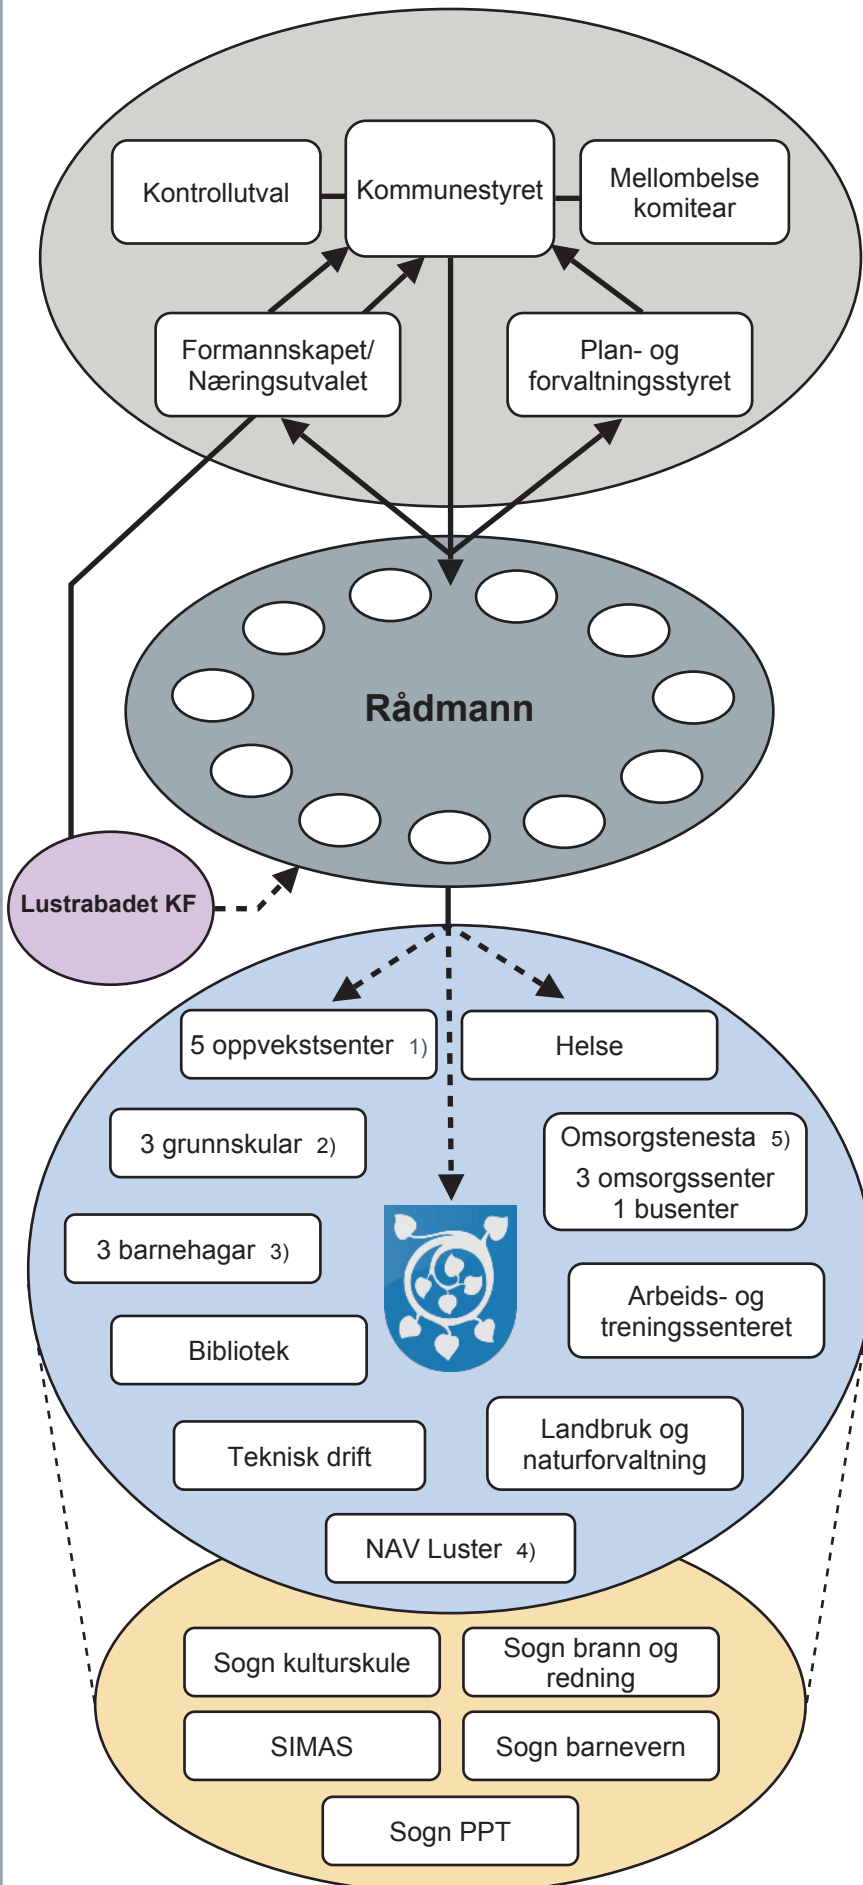 Kontrollutval
Kommunestyret
Mellombelse
komitear
Formannskapet/
Næringsutvalet
Plan- og
forvaltningsstyret
Rådmann
Lustrabadet KF
5 oppvekstsenter 1)
Helse
3 grunnskular 2)
Omsorgstenesta 5)
3 omsorgssenter
1 busenter
3 barnehagar 3)
Arbeids- og
treningssenteret
Bibliotek
Landbruk og
naturforvaltning
Teknisk drift
NAV Luster 4)
Sogn kulturskule
Sogn brann og
redning
SIMAS
Sogn barnevern
Sogn PPT